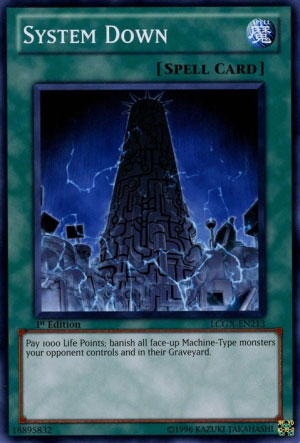 SYSTEM DOWN
SPELL
魔
[SPELL CARD]
1st Edition
LCGX-EN213
Pay 1000 Life Points; banish all face-up Machine-Type monsters
your opponent controls and in their Graveyard.
18895832
©1996 KAZUKI TAKAHASHI